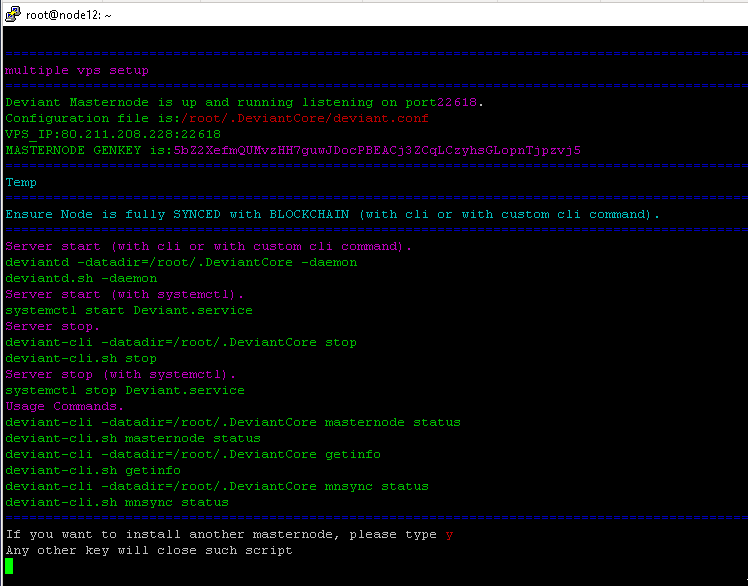 root@node12: ~
multiple vps setup
Deviant Masternode is up and running listening on port22618.
Configuration file is:/root/.DeviantCore/deviant.conf
VPS_IP:80.211.208.228:22618
MASTERNODE GENKEY is:5bZ2XefmQUMvzHH7guwJDocPBEACj3ZCqLCzyhsGLopnTjpzvj5
Temp
Ensure Node is fully SYNCED with BLOCKCHAIN (with cli or with custom cli command).
Server start (with cli or with custom cli command).
deviantd -datadir=/root/.DeviantCore -daemon
deviantd.sh -daemon
Server start (with systemctl).
systemctl start Deviant.service
Server stop.
deviant-cli -datadir=/root/.DeviantCore stop
deviant-cli.sh stop
Server stop (with systemctl).
systemctl stop Deviant.service
Usage Commands.
deviant-cli -datadir=/root/.DeviantCore masternode status
deviant-cli.sh masternode status
deviant-cli -datadir=/root/.DeviantCore getinfo
deviant-cli.sh getinfo
deviant-cli -datadir=/root/.DeviantCore mnsync status
deviant-cli.sh mnsync status
If you want to install another masternode, please type y
Any other key will close such script